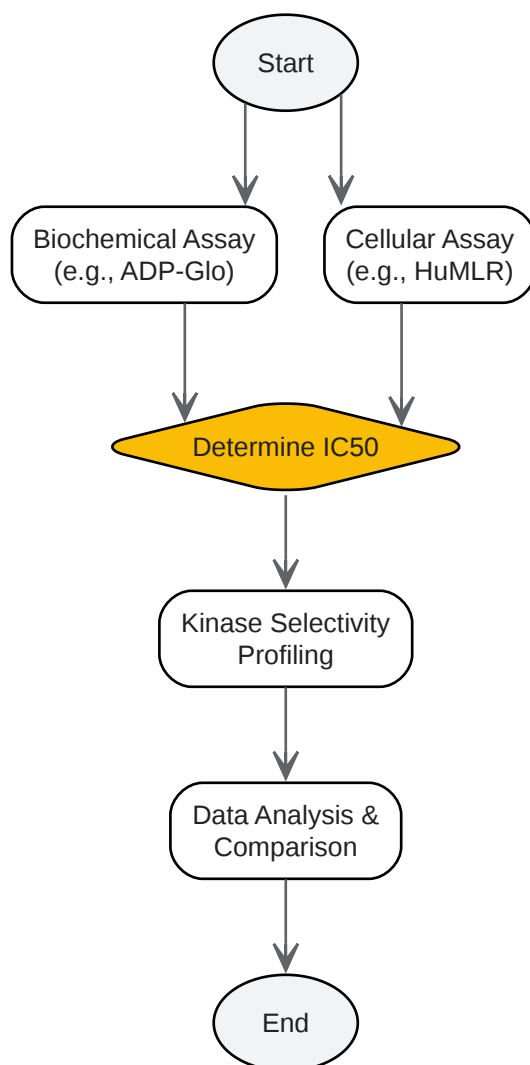 Start
Biochemical Assay
(e.g., ADP-Glo)
Cellular Assay
(e.g., HuMLR)
Determine IC50
Kinase Selectivity
Profiling
Data Analysis &
Comparison
End